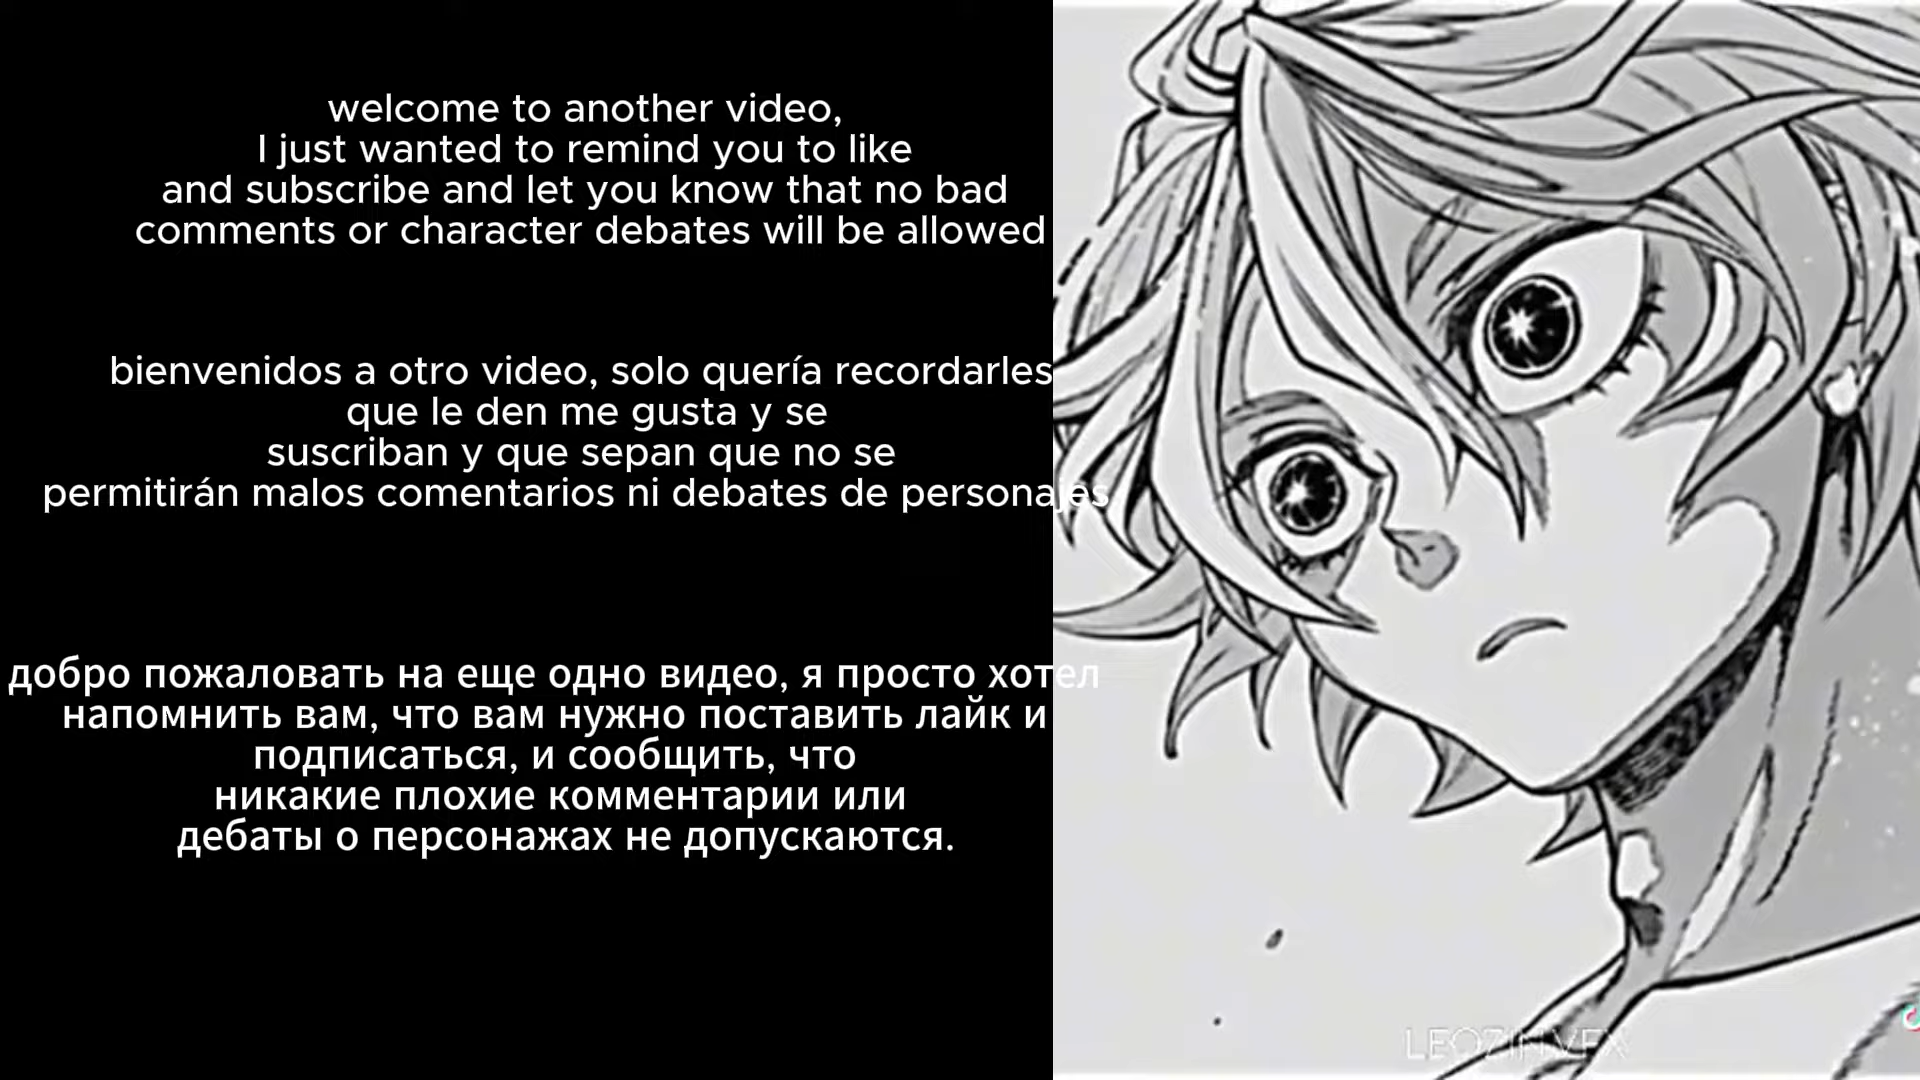 welcome to another video,
I just wanted to remind you to like
and subscribe and let you know that no bad
comments or character debates will be allowed
bienvenidos a otro video, solo quería recordarles
que le den me gusta y se
suscriban y que sepan que no se
permitirán malos comentarios ni debates de personajes
добро пожаловать на еще одно видео, я просто хотел
напомнить вам, что вам нужно поставить лайк и
подписаться, и сообщить, что
никакие плохие комментарии или
дебаты о персонажах не допускаются.
LEOZINVFX